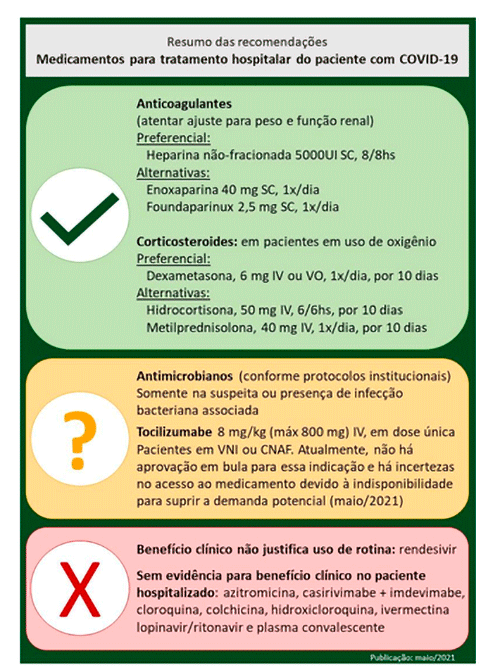 Resumo das recomendações
Medicamentos para tratamento hospitalar do paciente com COVID-19
Anticoagulantes
(atentar ajuste para peso e função renal)
Preferencial:
Heparina não-fracionada 5000UI SC, 8/8hs
Alternativas:
Enoxaparina 40 mg SC, 1x/dia
Foundaparinux 2,5 mg SC, 1x/dia
Corticosteroides: em pacientes em uso de oxigênio
Preferencial:
Dexametasona, 6 mg IV ou VO, 1x/dia, por 10 dias
Alternativas:
Hidrocortisona, 50 mg IV, 6/6hs, por 10 dias
Metilprednisolona, 40 mg IV, 1x/dia, por 10 dias
?
Antimicrobianos (conforme protocolos institucionais)
Somente na suspeita ou presença de infecção
bacteriana associada
Tocilizumabe 8 mg/kg (máx 800 mg) IV, em dose única
Pacientes em VNI ou CNAF. Atualmente, não há
aprovação em bula para essa indicação e há incertezas
no acesso ao medicamento devido à indisponibilidade
para suprir a demanda potencial (maio/2021)
X
Benefício clínico não justifica uso de rotina: rendesivir
Sem evidência para benefício clínico no paciente
hospitalizado: azitromicina, casirivimabe + imdevimabe,
cloroquina, colchicina, hidroxicloroquina, ivermectina
lopinavir/ritonavir e plasma convalescente
Publicação: maio/2021